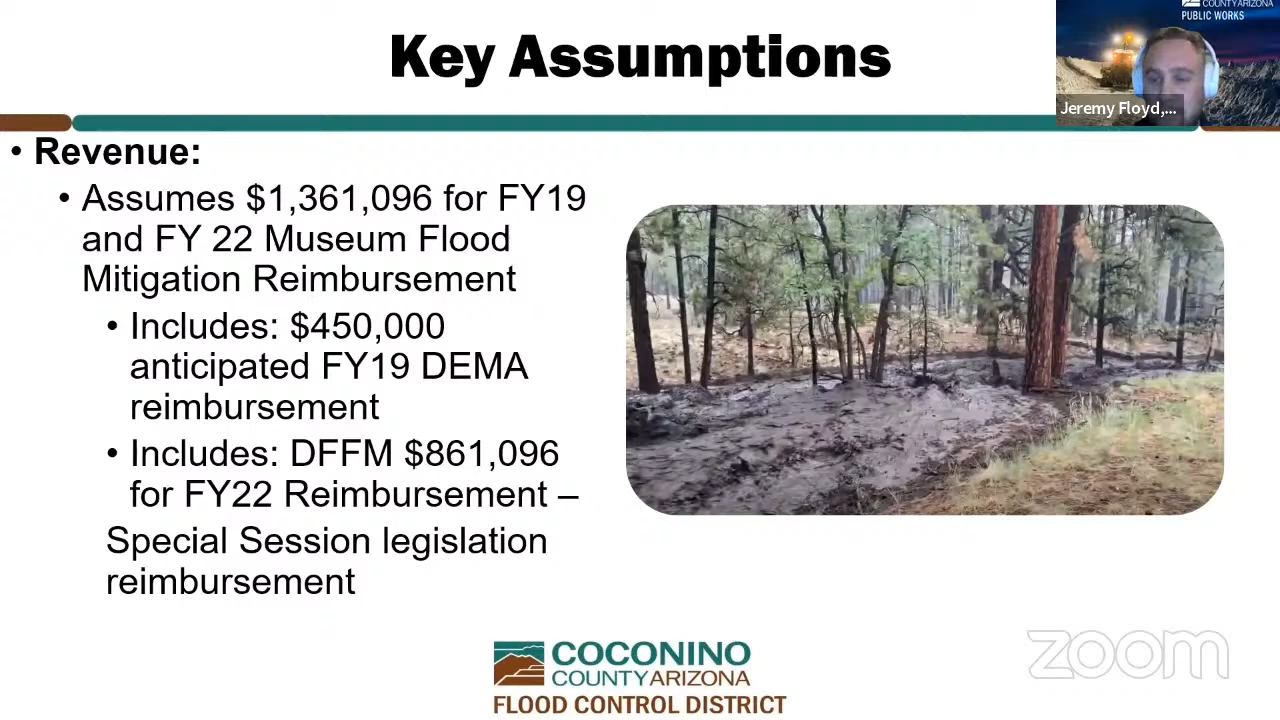 Key Assumptions
COUNTYARIZONA
PUBLIC WORKS
Jeremy Floyd,...
• Revenue:
• Assumes $1,361,096 for FY19
and FY 22 Museum Flood
Mitigation Reimbursement
• Includes: $450,000
anticipated FY19 DEMA
reimbursement
• Includes: DFFM $861,096
for FY22 Reimbursement –
Special Session legislation
reimbursement
COCONINO
COUNTYARIZONA
FLOOD CONTROL DISTRICT
zoom